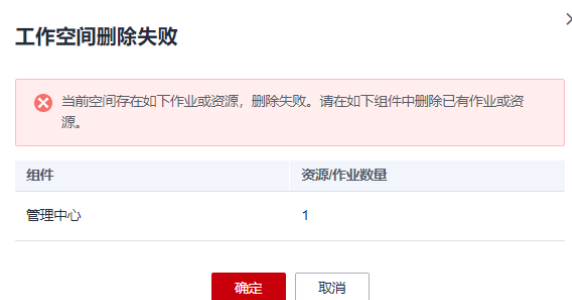 工作空间删除失败
当前空间存在如下作业或资源，删除失败。请在如下组件中删除已有作业或资
源。
组件 资源/作业数量
管理中心 1
确定 取消